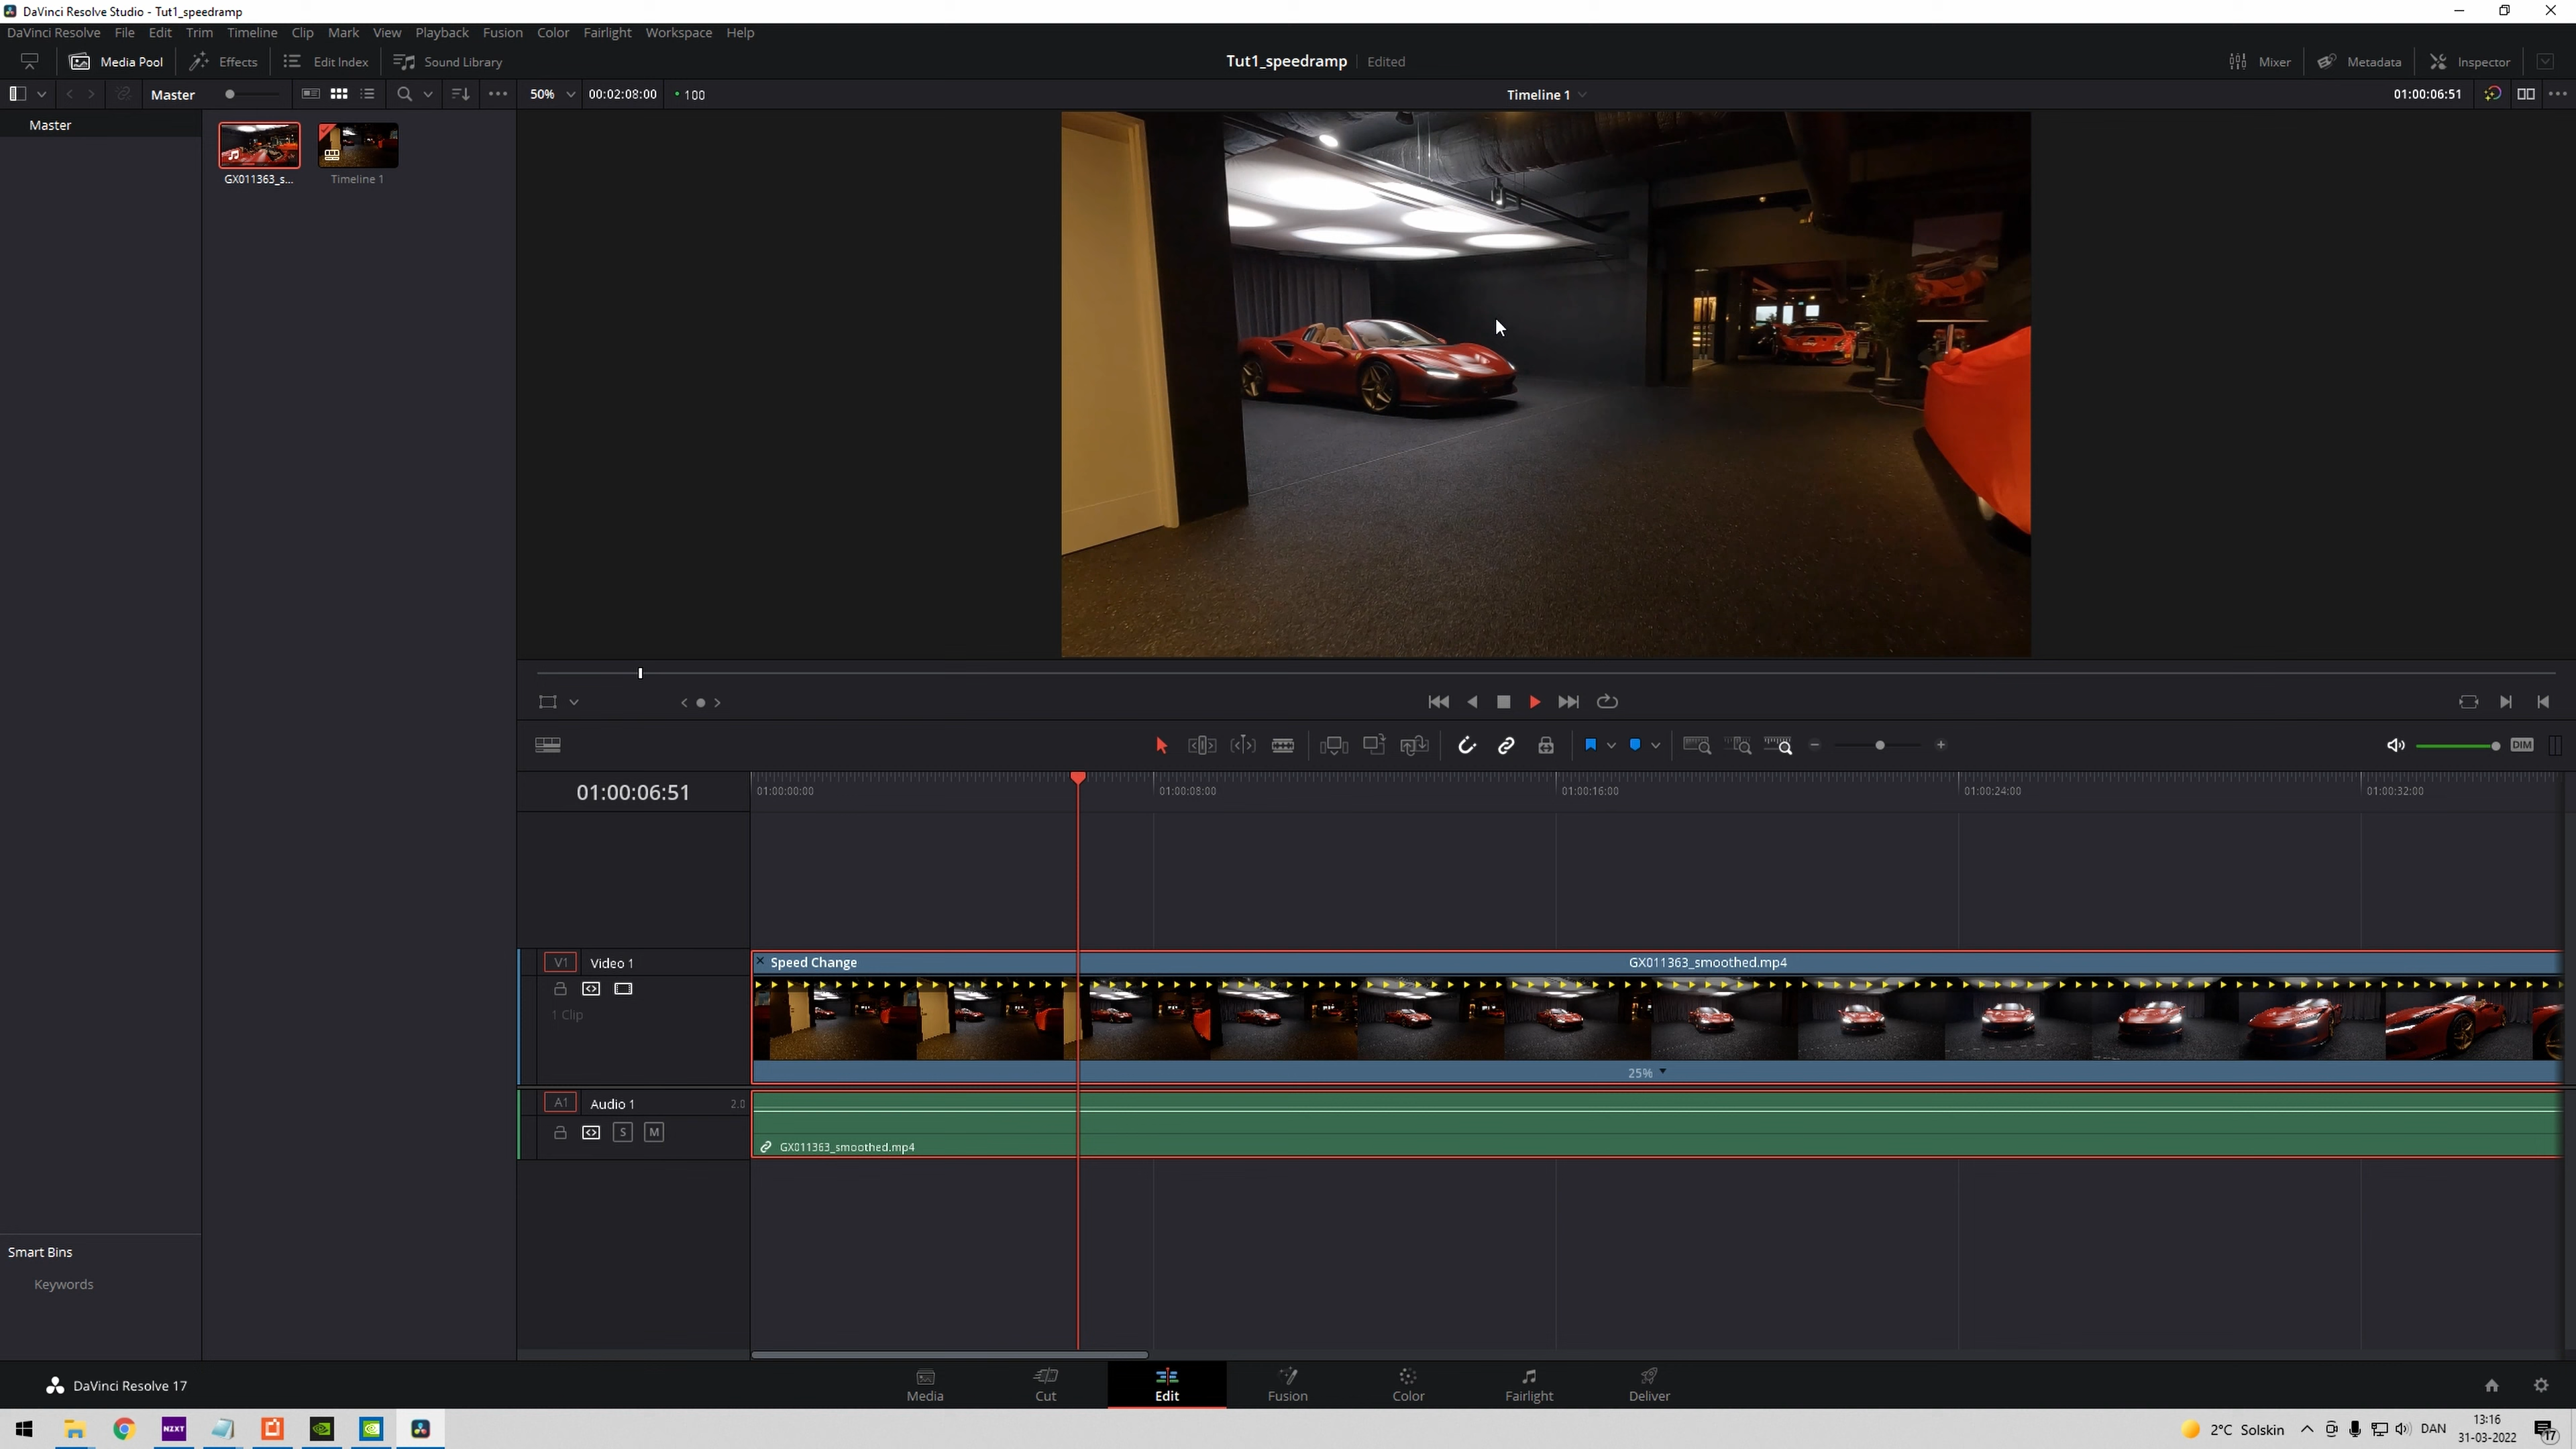 DaVinci Resolve Studio - Tut1_speedramp
DaVinci Resolve File Edit Trim Timeline Clip Mark View Playback Fusion Color Fairlight Workspace Help
Media Pool Effects Edit Index Sound Library Tut1_speedramp Edited Mixer Metadata Inspector
Master 50% 00:02:08:00 100 Timeline 1 01:00:06:51
Master
GX011363_s... Timeline 1
DIM
01:00:06:51 01:00:00:00 01:00:08:00 01:00:16:00 01:00:24:00 01:00:32:00
V1 Video 1 Speed Change GX011363_smoothed.mp4
1 Clip
25%
A1 Audio 1 2.0
S M
GX011363_smoothed.mp4
Smart Bins
Keywords
DaVinci Resolve 17 Media Cut Edit Fusion Color Fairlight Deliver
NZXT 2°C Solskin DAN 13:16
31-03-2022 17